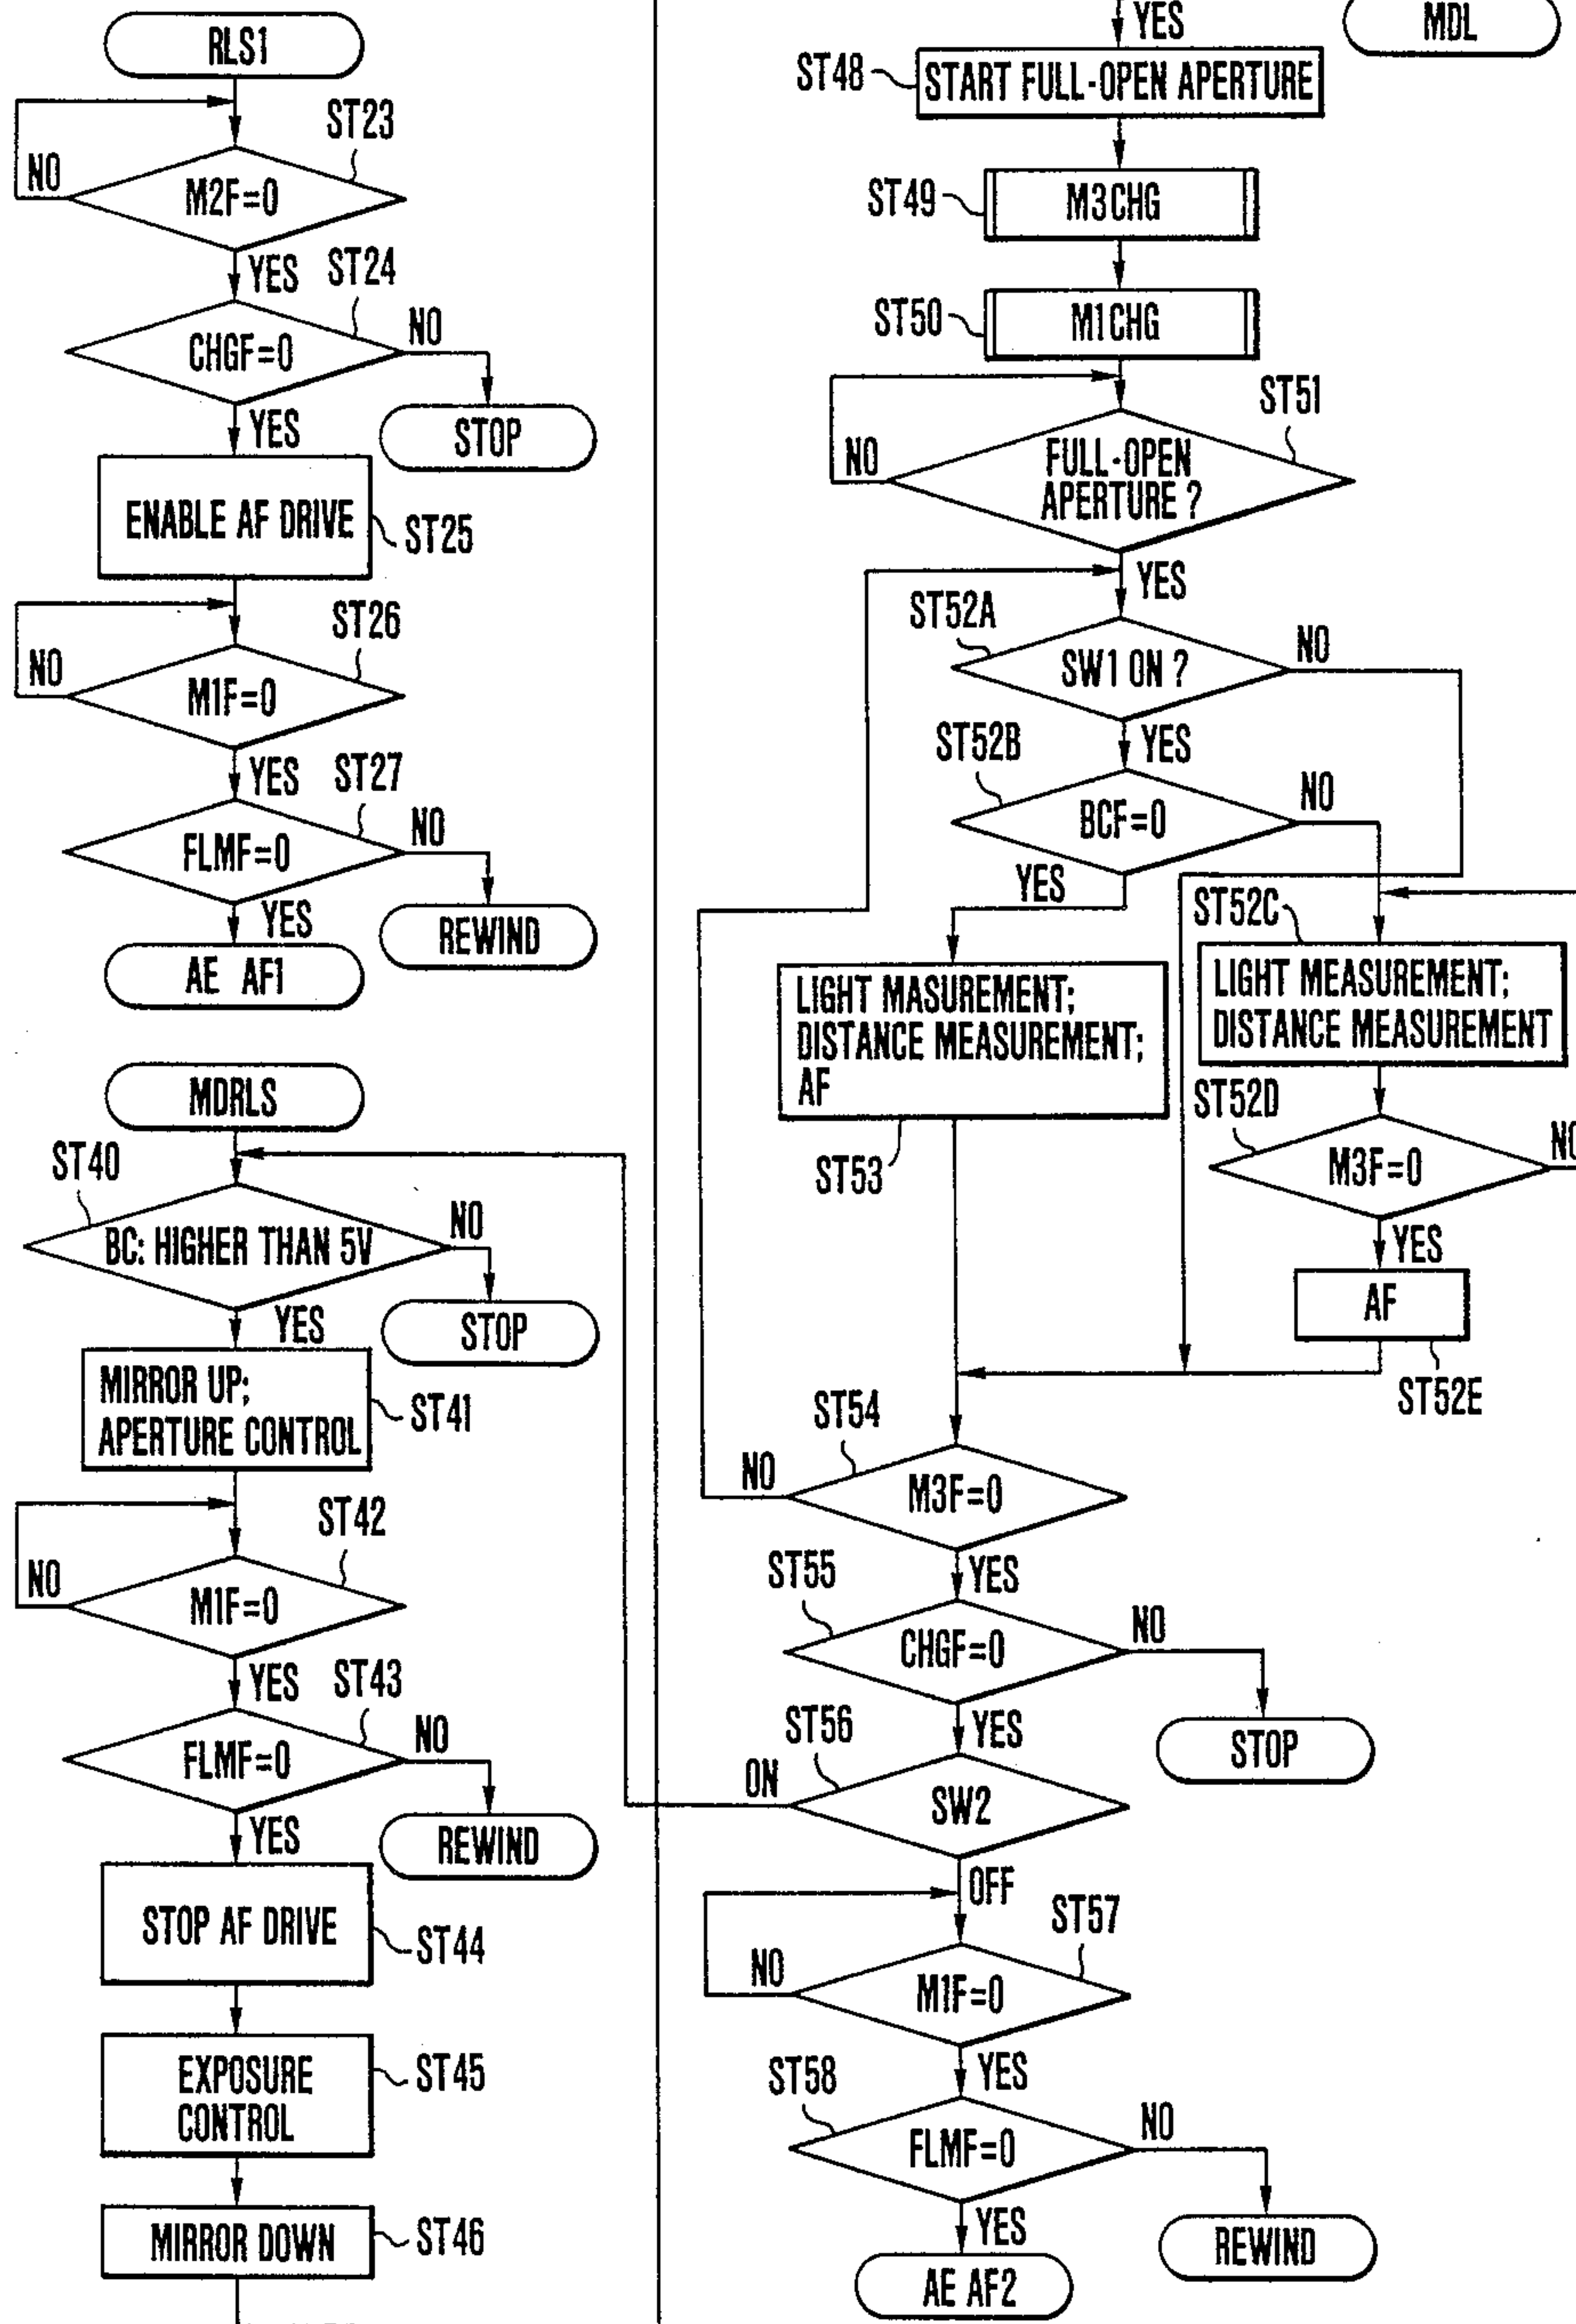 RLS1
ST23
NO
M2F=0
YES
ST24
NO
CHGF=0
YES
STOP
ENABLE AF DRIVE
ST25
ST26
NO
M1F=0
YES
ST27
NO
FLMF=0
YES
REWIND
AE AF1
MDRLS
ST40
NO
BC: HIGHER THAN 5V
YES
STOP
MIRROR UP;
APERTURE CONTROL
ST41
ST42
NO
M1F=0
YES
ST43
NO
FLMF=0
YES
REWIND
STOP AF DRIVE
ST44
EXPOSURE
CONTROL
ST45
MIRROR DOWN
ST46
YES
MDL
ST48
START FULL-OPEN APERTURE
ST49
M3CHG
ST50
M1CHG
ST51
NO
FULL-OPEN
APERTURE ?
YES
ST52A
NO
SW1 ON ?
YES
ST52B
NO
BCF=0
YES
ST52C
LIGHT MASUREMENT;
DISTANCE MEASUREMENT;
AF
ST53
LIGHT MEASUREMENT;
DISTANCE MEASUREMENT
ST52D
NO
M3F=0
YES
AF
ST52E
ST54
NO
M3F=0
YES
ST55
NO
CHGF=0
YES
STOP
ST56
ON
SW2
OFF
ST57
NO
M1F=0
YES
ST58
NO
FLMF=0
YES
REWIND
AE AF2